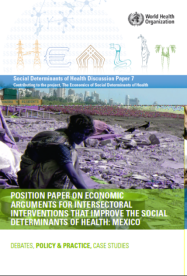 World Health
Organization
HEALTH
Social Determinants of Health Discussion Paper 7
Contributing to the project, The Economics of Social Determinants of Health
POSITION PAPER ON ECONOMIC
ARGUMENTS FOR INTERSECTORAL
INTERVENTIONS THAT IMPROVE THE SOCIAL
DETERMINANTS OF HEALTH: MEXICO
DEBATES, POLICY & PRACTICE, CASE STUDIES